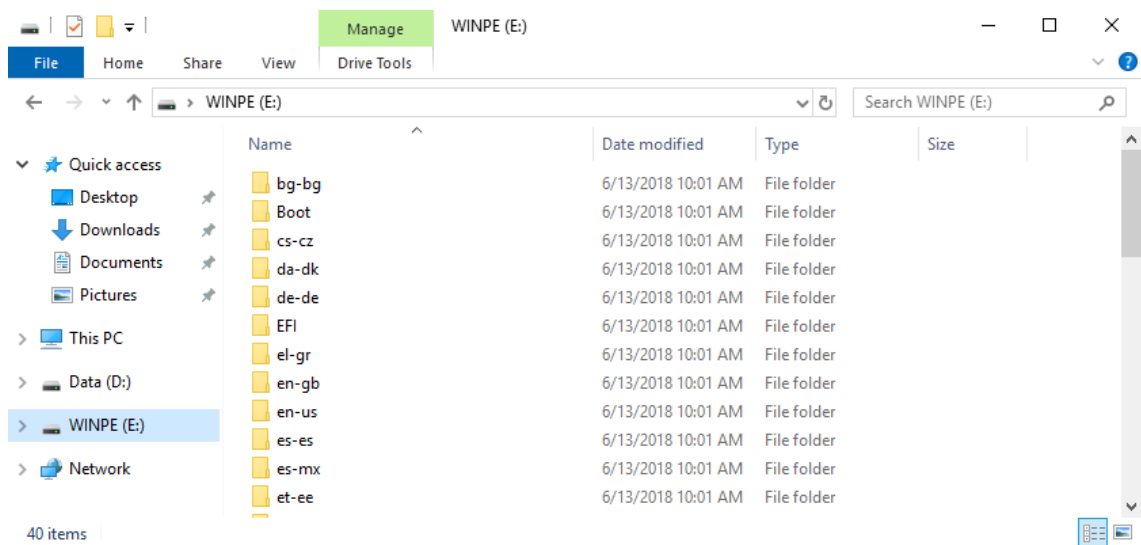 Manage WINPE (E:)
File Home Share View Drive Tools
WINPE (E:) Search WINPE (E:)
Name Date modified Type Size
Quick access
Desktop
Downloads
Documents
Pictures
This PC
Data (D:)
WINPE (E:)
Network
bg-bg 6/13/2018 10:01 AM File folder
Boot 6/13/2018 10:01 AM File folder
cs-cz 6/13/2018 10:01 AM File folder
da-dk 6/13/2018 10:01 AM File folder
de-de 6/13/2018 10:01 AM File folder
EFI 6/13/2018 10:01 AM File folder
el-gr 6/13/2018 10:01 AM File folder
en-gb 6/13/2018 10:01 AM File folder
en-us 6/13/2018 10:01 AM File folder
es-es 6/13/2018 10:01 AM File folder
es-mx 6/13/2018 10:01 AM File folder
et-ee 6/13/2018 10:01 AM File folder
40 items